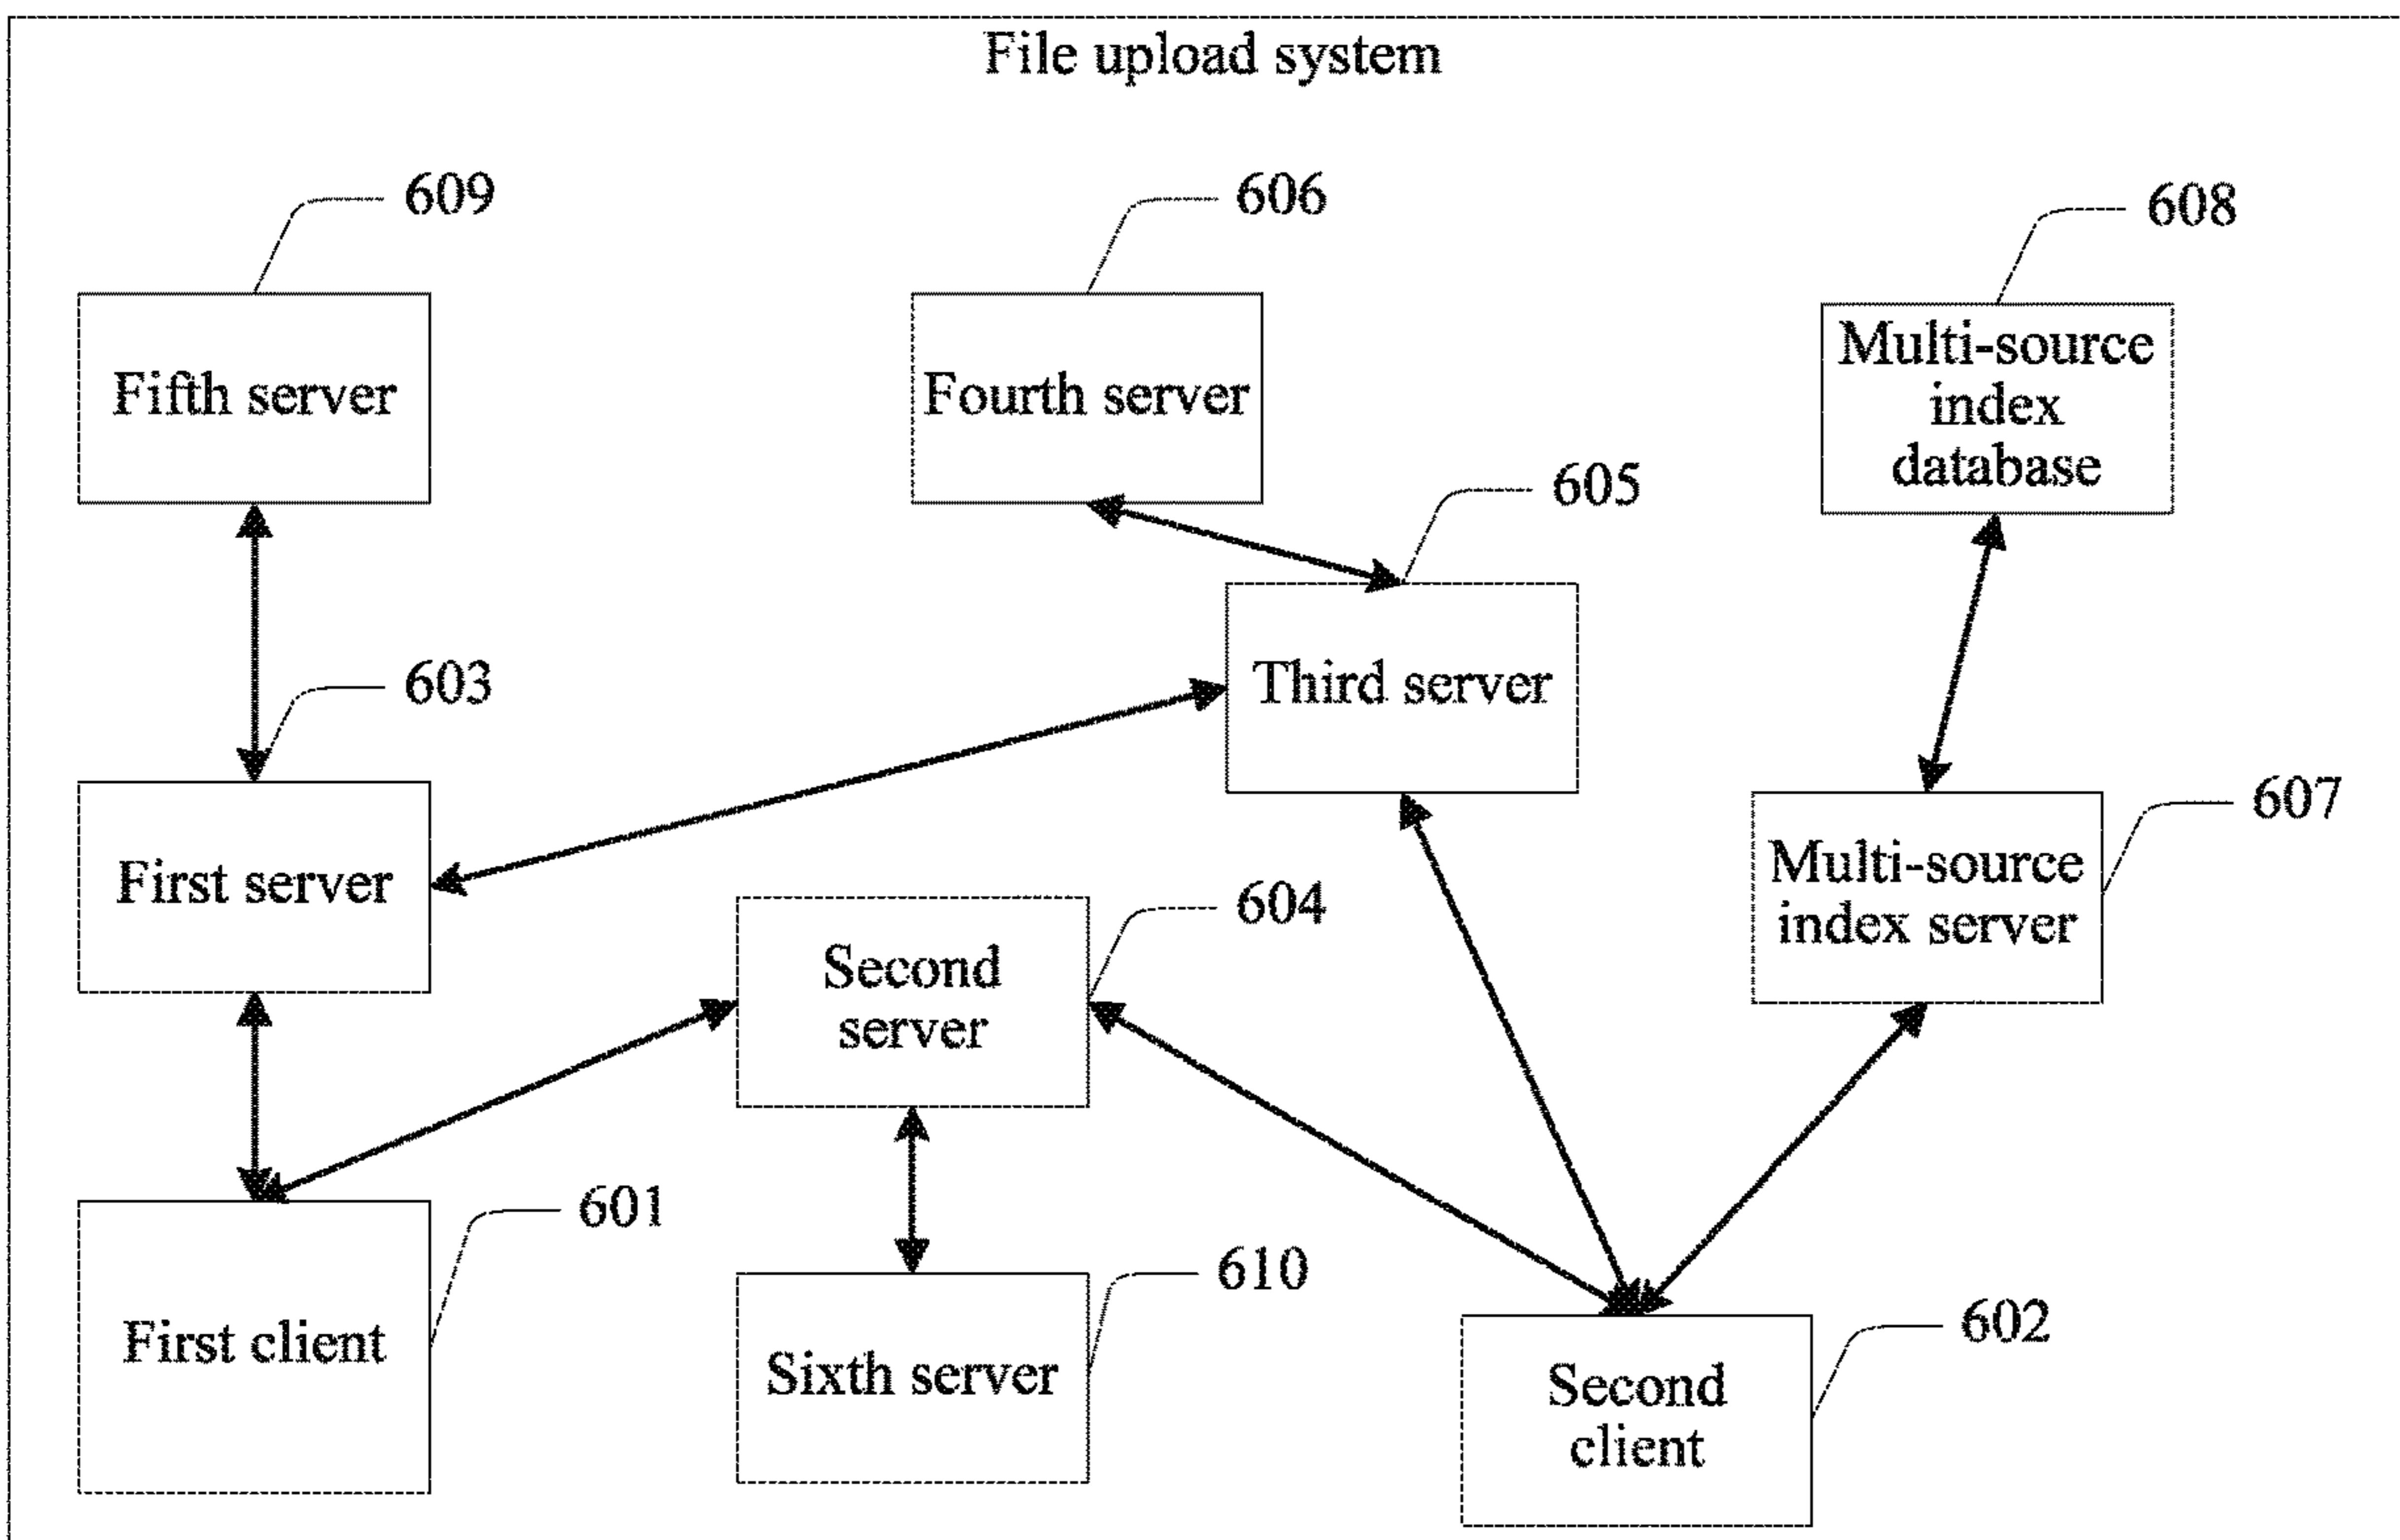 File upload system
609
606
608
Fifth server
Fourth server
Multi-source
index
database
605
603
Third server
607
First server
Multi-source
index server
604
Second
server
601
610
602
First client
Sixth server
Second
client